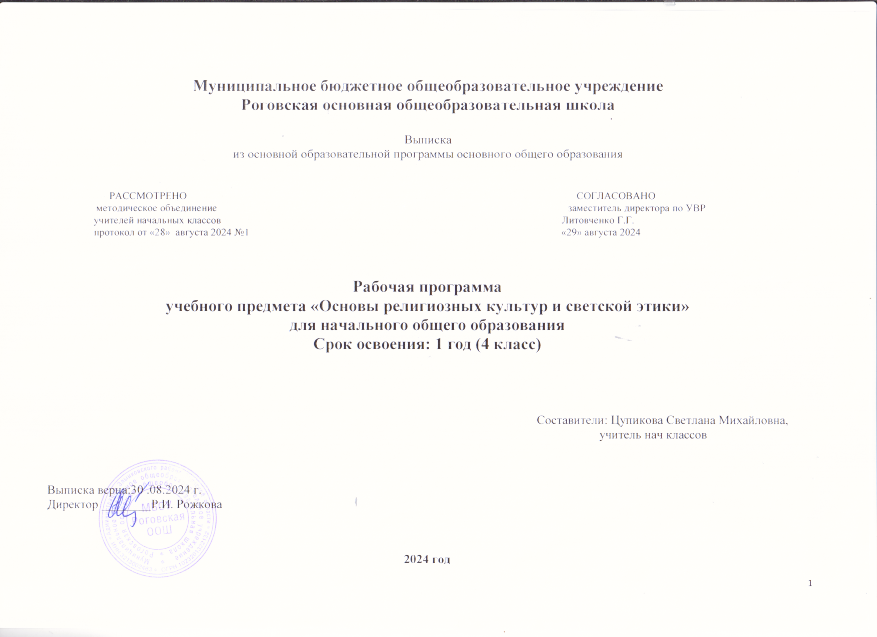 Муниципальное бюджетное общеобразовательное учреждение
Роговская основная общеобразовательная школа
Выписка
из основной образовательной программы основного общего образования
РАССМОТРЕНО
методическое объединение
учителей начальных классов
протокол от «28» августа 2024 №1
СОГЛАСОВАНО
заместитель директора по УВР
Литовченко Г.Г.
«29» августа 2024
Рабочая программа
учебного предмета «Основы религиозных культур и светской этики»
для начального общего образования
Срок освоения: 1 год (4 класс)
Составители: Цупикова Светлана Михайловна,
учитель нач классов
Выписка верна:30 .08.2024 г.
Директор Р.И. Рожкова
Роговская
ООШ
2024 год
1